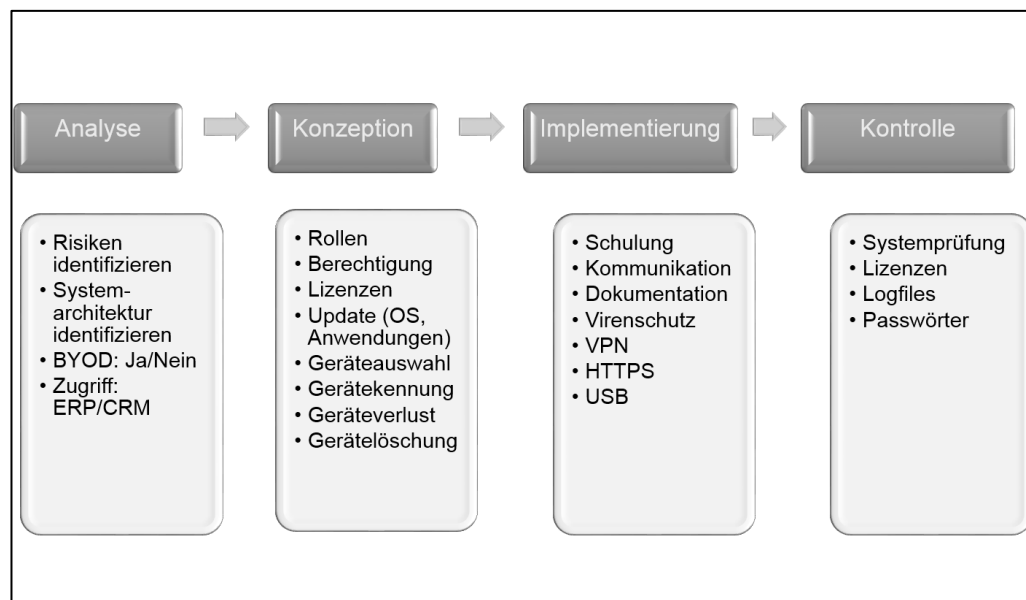 Analyse
Konzeption
Implementierung
Kontrolle
• Risiken
identifizieren
• System-
architektur
identifizieren
• BYOD: Ja/Nein
• Zugriff:
ERP/CRM
• Rollen
• Berechtigung
• Lizenzen
• Update (OS,
Anwendungen)
• Geräteauswahl
• Gerätekennung
• Geräteverlust
• Gerätelöschung
• Schulung
• Kommunikation
• Dokumentation
• Virenschutz
• VPN
• HTTPS
• USB
• Systemprüfung
• Lizenzen
• Logfiles
• Passwörter